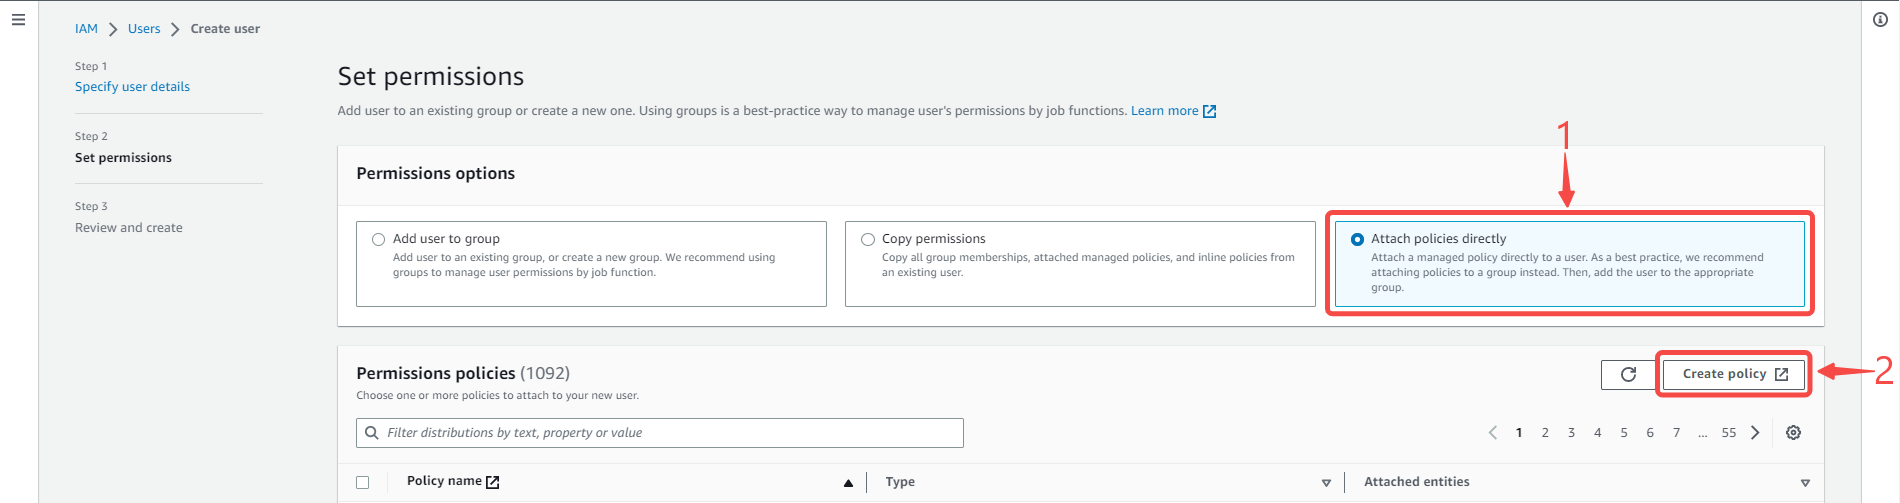 IAM > Users > Create user
Step 1
Specify user details
Step 2
Set permissions
Step 3
Review and create
Set permissions
Add user to an existing group or create a new one. Using groups is a best-practice way to manage user's permissions by job functions. Learn more
1
Permissions options
Add user to group
Add user to an existing group, or create a new group. We recommend using
groups to manage user permissions by job function.
Copy permissions
Copy all group memberships, attached managed policies, and inline policies from
an existing user.
Attach policies directly
Attach a managed policy directly to a user. As a best practice, we recommend
attaching policies to a group instead. Then, add the user to the appropriate
group.
Permissions policies (1092)
Choose one or more policies to attach to your new user.
Create policy
2
Filter distributions by text, property or value
1 2 3 4 5 6 7 ... 55
Policy name Type Attached entities